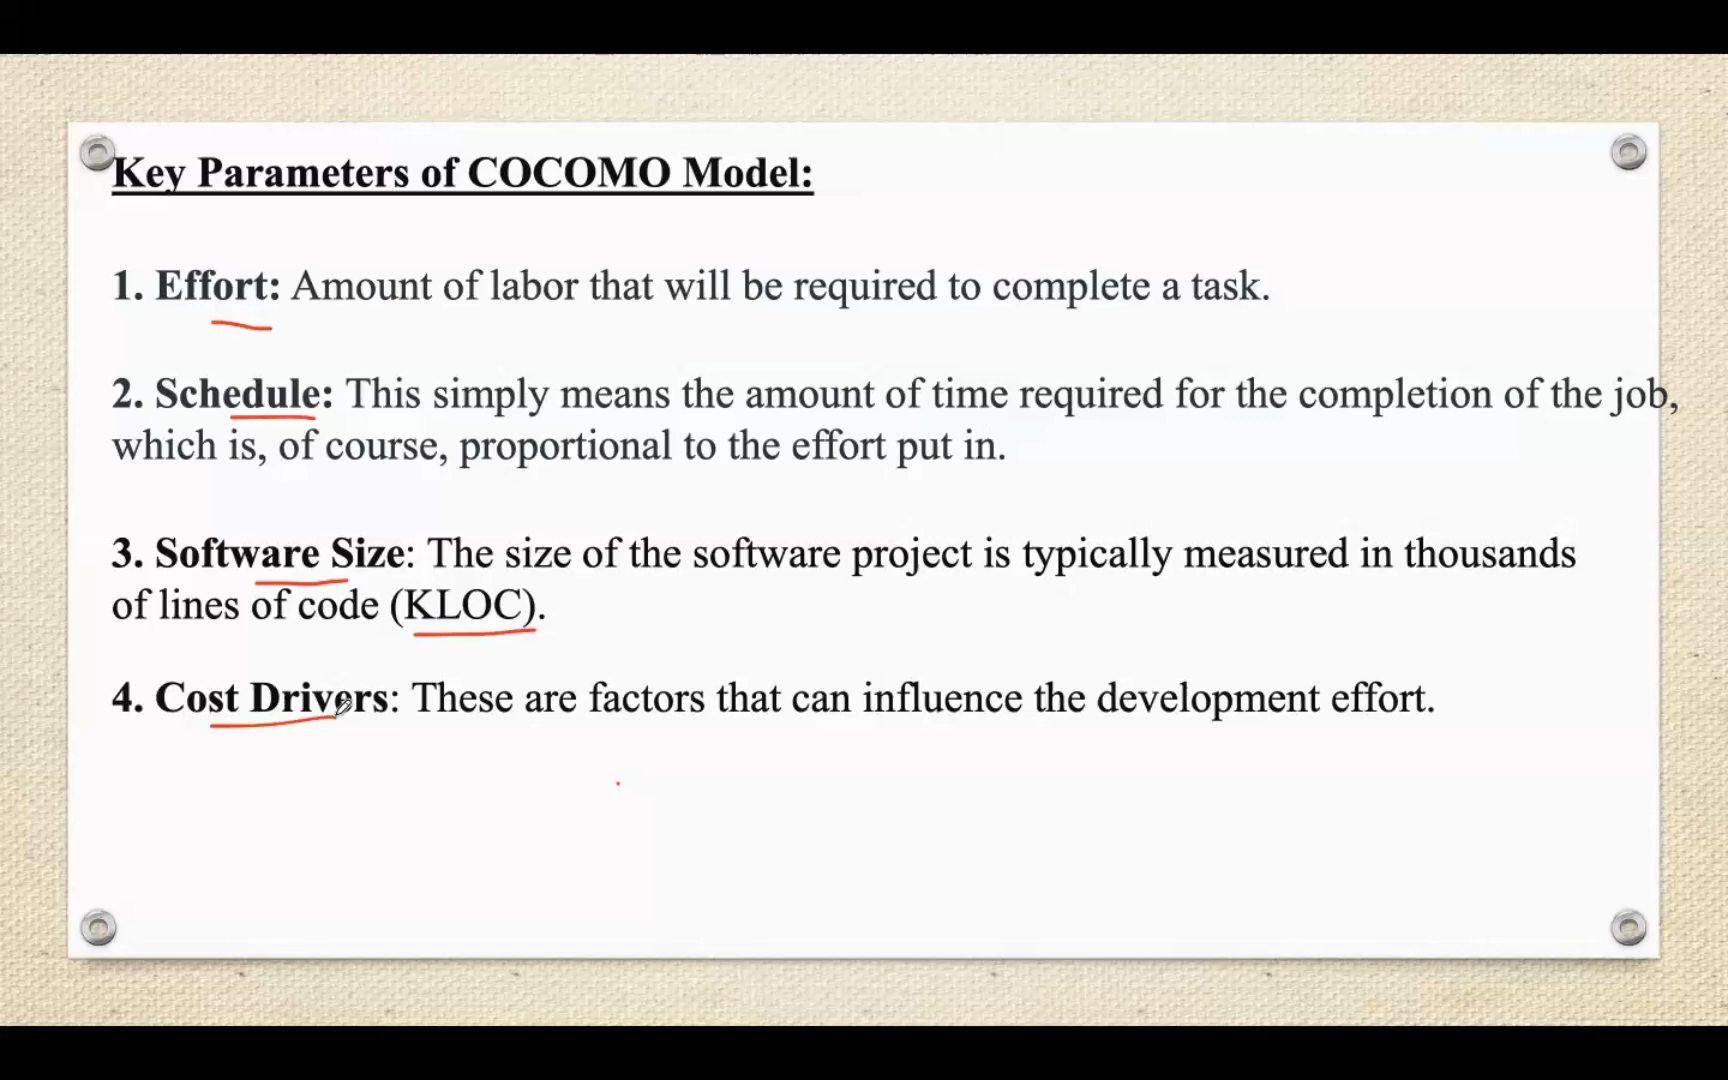 Key Parameters of COCOMO Model:
1. Effort: Amount of labor that will be required to complete a task.
2. Schedule: This simply means the amount of time required for the completion of the job,
which is, of course, proportional to the effort put in.
3. Software Size: The size of the software project is typically measured in thousands
of lines of code (KLOC).
4. Cost Drivers: These are factors that can influence the development effort.